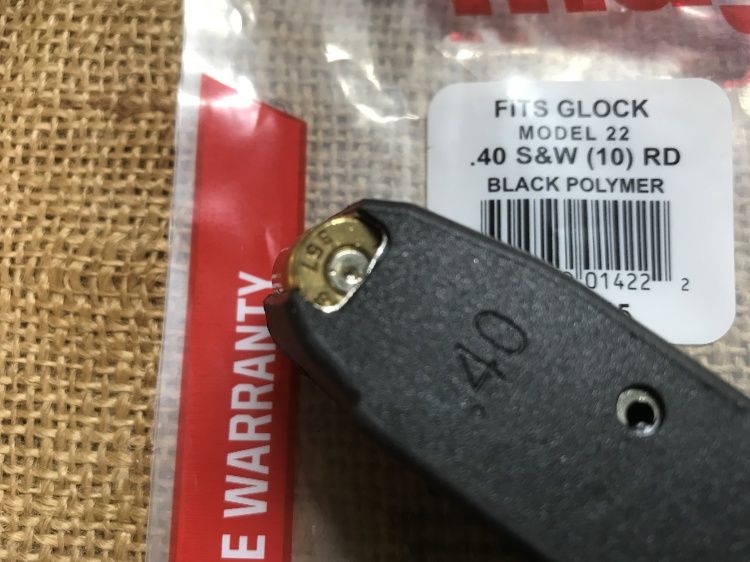 FITS GLOCK
MODEL 22
.40 S&W (10) RD
BLACK POLYMER
01422 2
E WARRANTY
.40